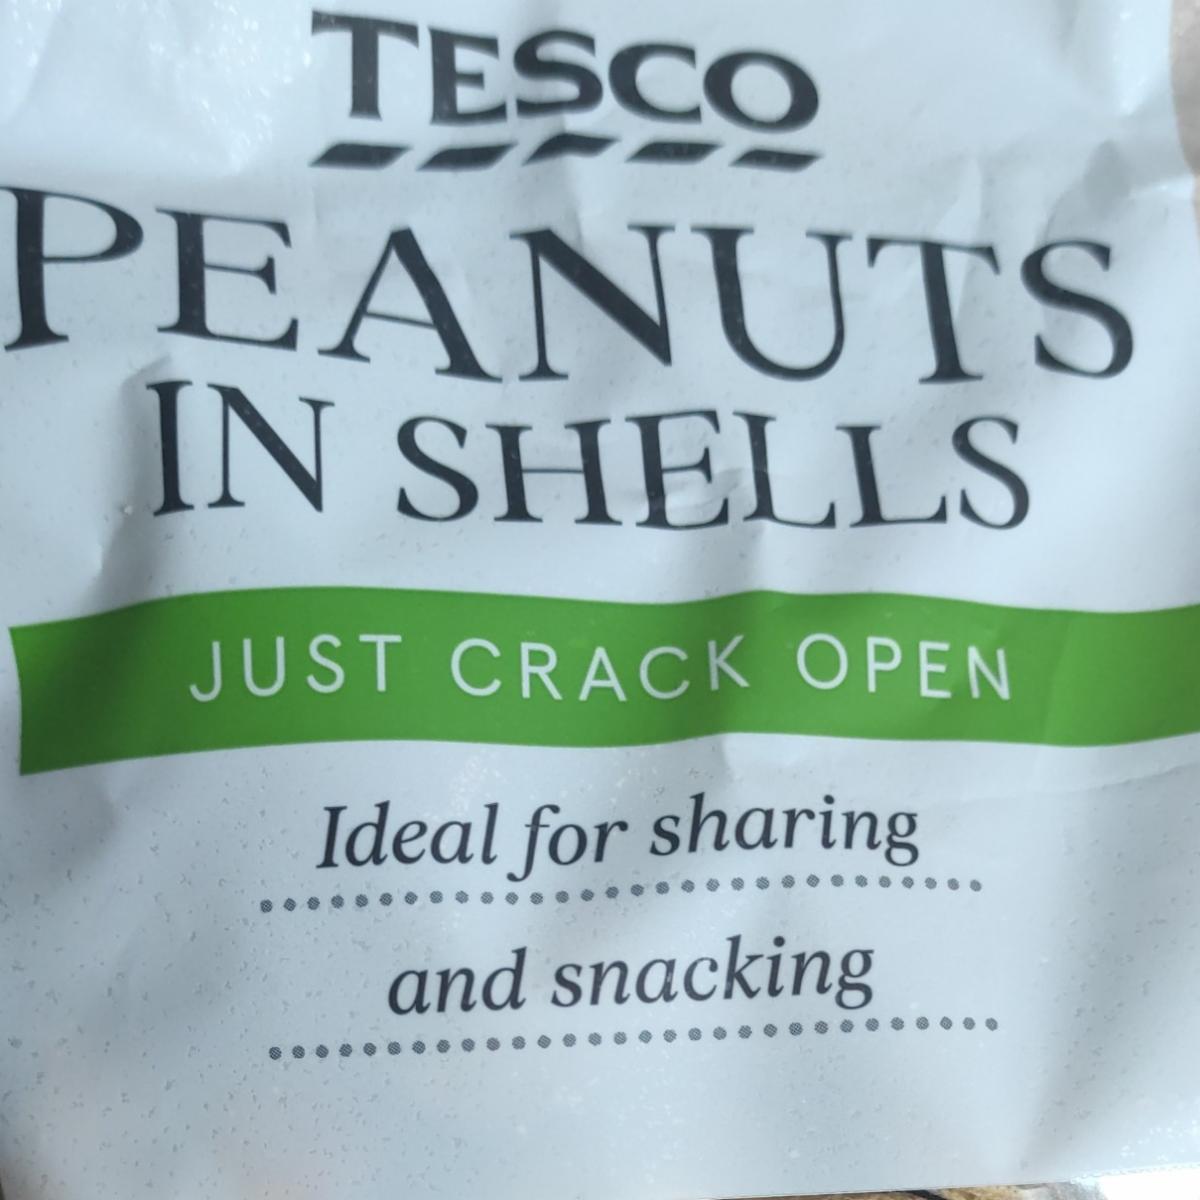 TESCO
PEANUTS
IN SHELLS
JUST CRACK OPEN
Ideal for sharing
and snacking